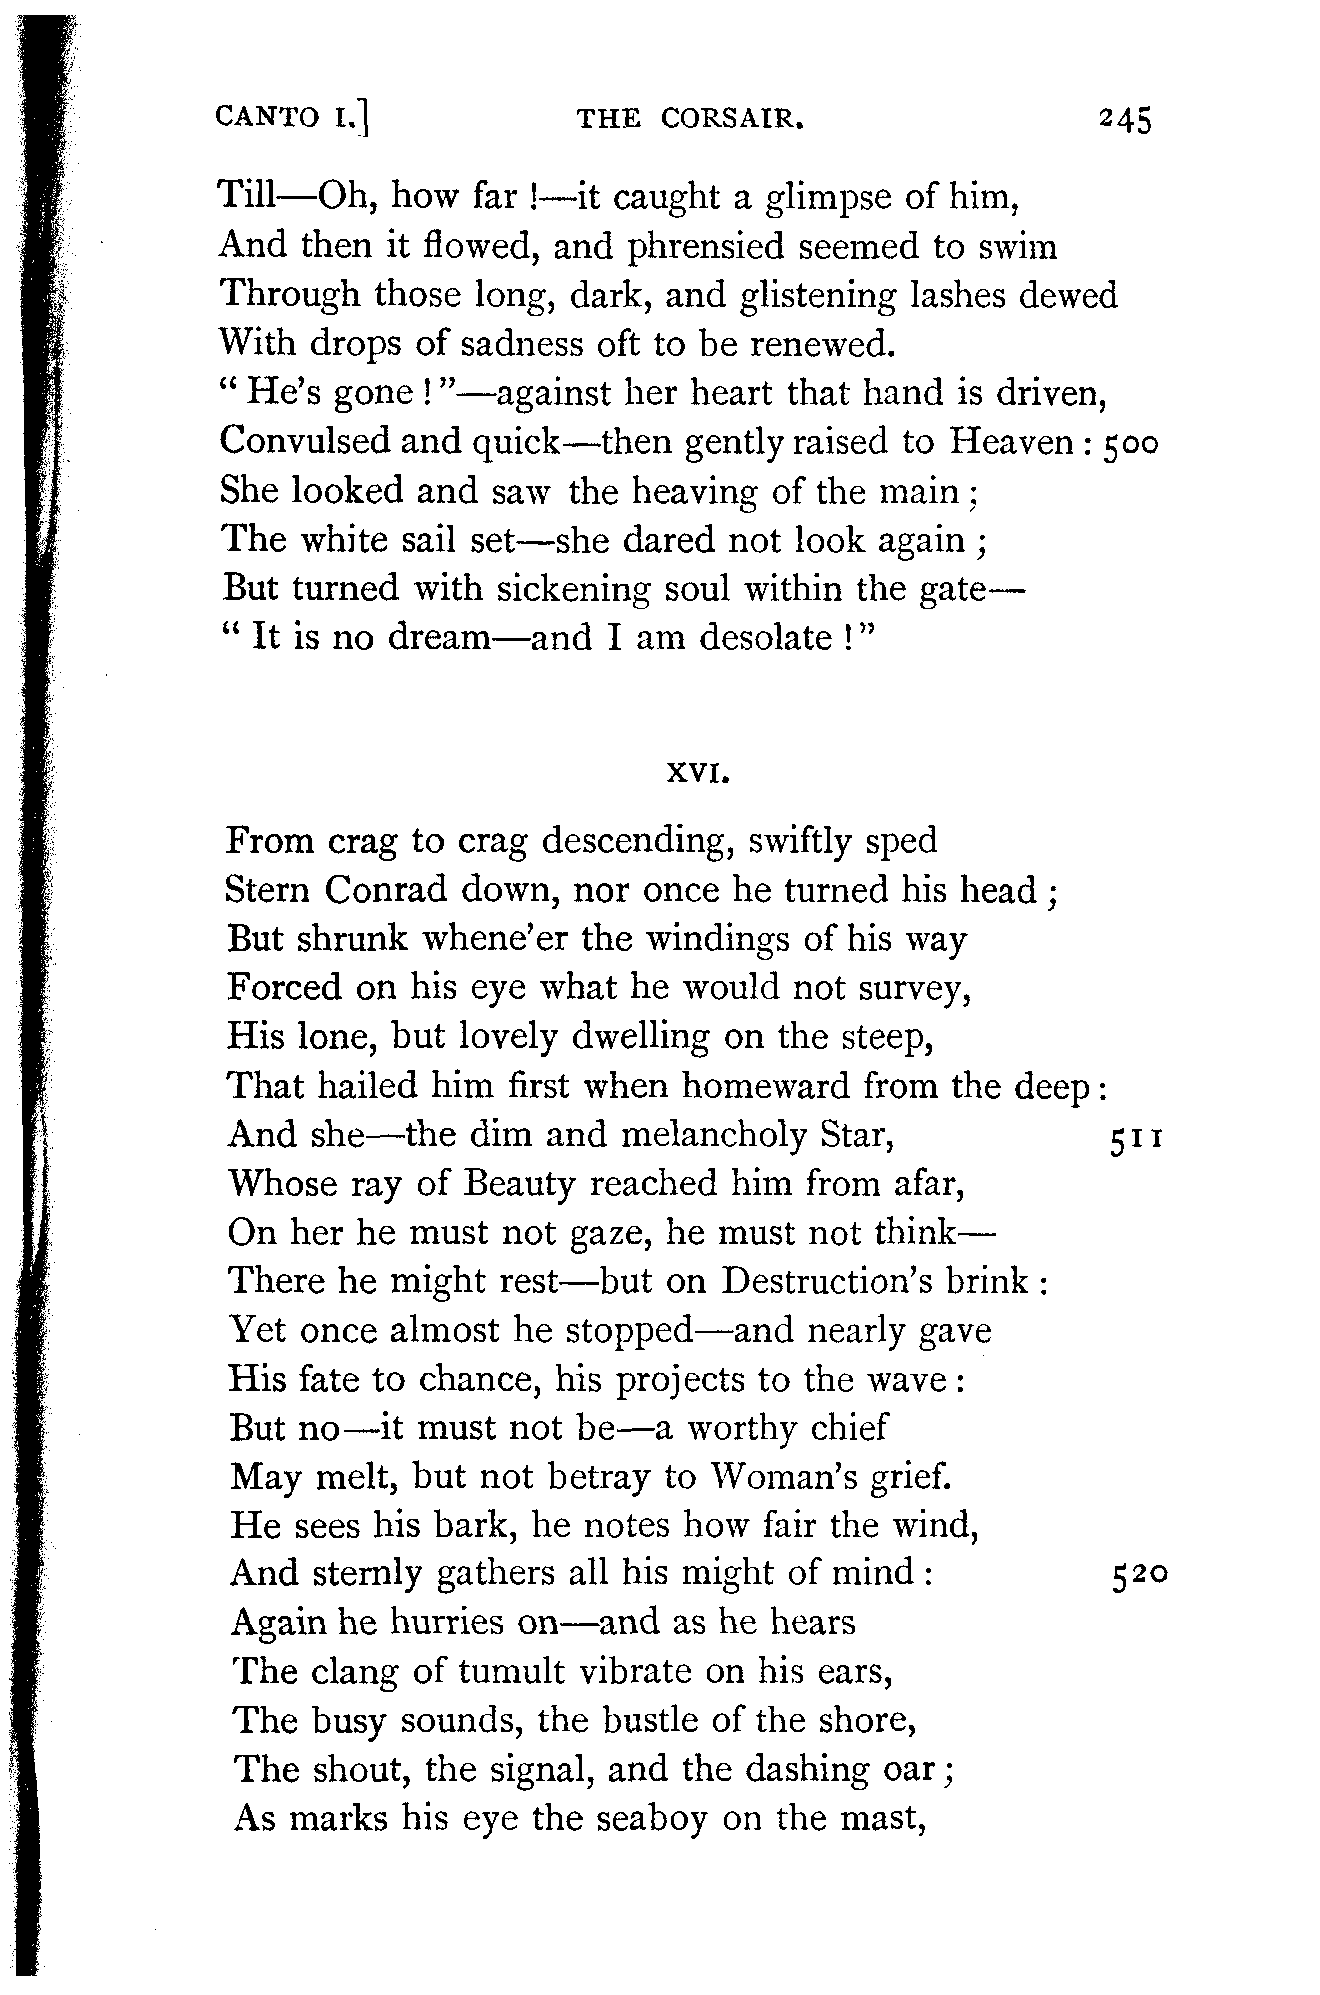 CANTO I.] THE CORSAIR. 245
Till—Oh, how far !—it caught a glimpse of him,
And then it flowed, and phrensied seemed to swim
Through those long, dark, and glistening lashes dewed
With drops of sadness oft to be renewed.
“ He’s gone ! ”—against her heart that hand is driven,
Convulsed and quick—then gently raised to Heaven : 500
She looked and saw the heaving of the main ;
The white sail set—she dared not look again ;
But turned with sickening soul within the gate—
“ It is no dream—and I am desolate ! ”
XVI.
From crag to crag descending, swiftly sped
Stern Conrad down, nor once he turned his head ;
But shrunk whene’er the windings of his way
Forced on his eye what he would not survey,
His lone, but lovely dwelling on the steep,
That hailed him first when homeward from the deep :
And she—the dim and melancholy Star, 511
Whose ray of Beauty reached him from afar,
On her he must not gaze, he must not think—
There he might rest—but on Destruction’s brink :
Yet once almost he stopped—and nearly gave
His fate to chance, his projects to the wave :
But no—it must not be—a worthy chief
May melt, but not betray to Woman’s grief.
He sees his bark, he notes how fair the wind,
And sternly gathers all his might of mind : 520
Again he hurries on—and as he hears
The clang of tumult vibrate on his ears,
The busy sounds, the bustle of the shore,
The shout, the signal, and the dashing oar ;
As marks his eye the seaboy on the mast,